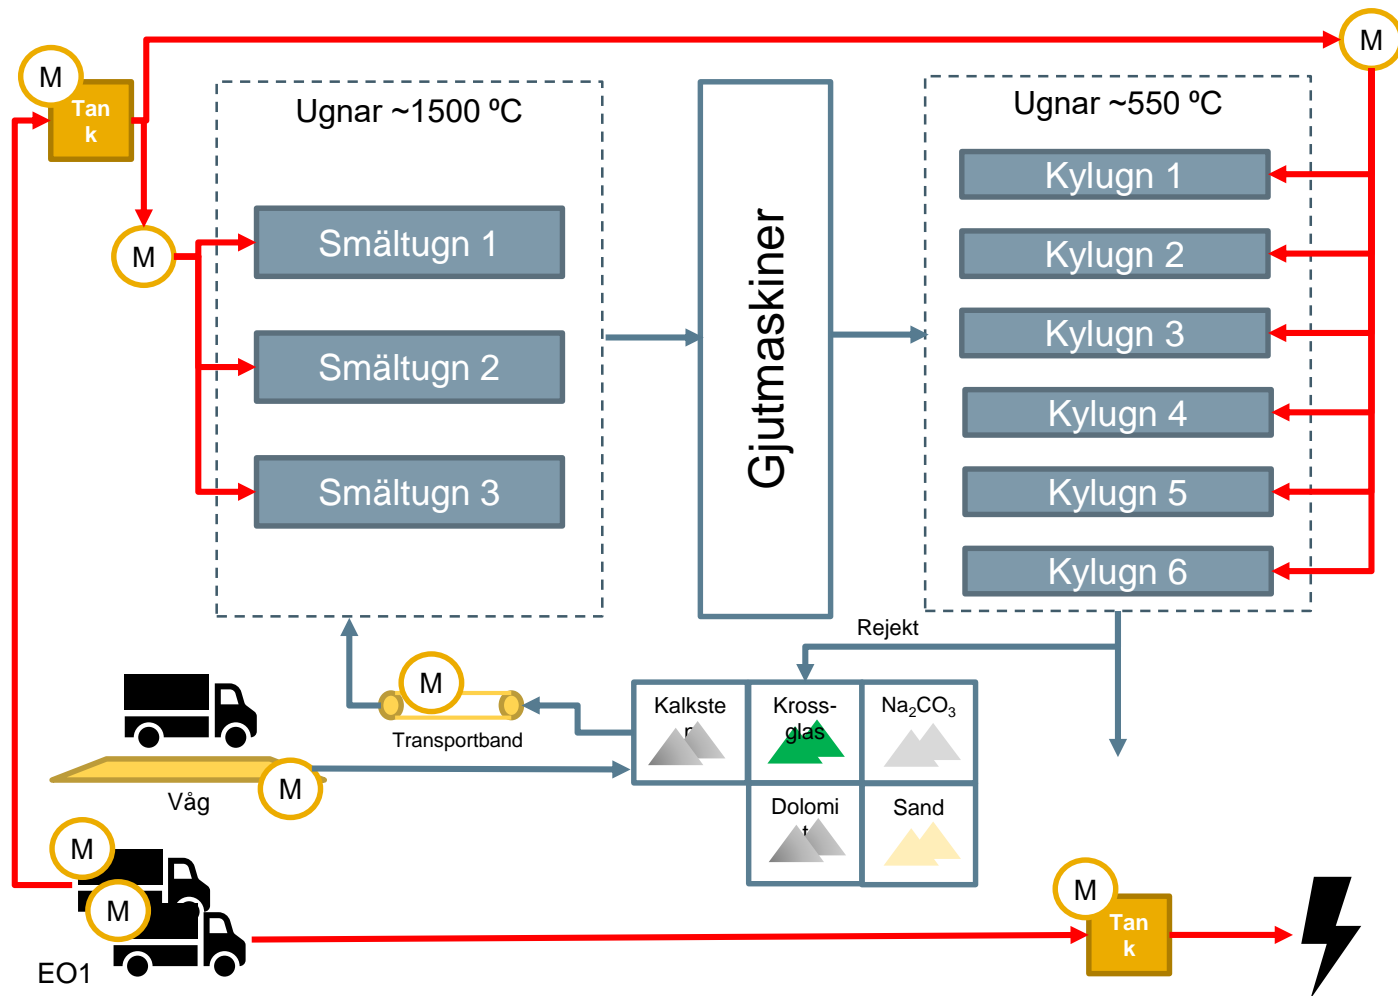 M
M
Tan
k
Ugnar ~1500 ºC
Ugnar ~550 ºC
M
Smältugn 1
Smältugn 2
Smältugn 3
Gjutmaskiner
Kylugn 1
Kylugn 2
Kylugn 3
Kylugn 4
Kylugn 5
Kylugn 6
Rejekt
M
Transportband
Kalkste
n
Kross-
glas
Na₂CO₃
Dolomi
t
Sand
M
Våg
M
M
EO1
M
Tan
k